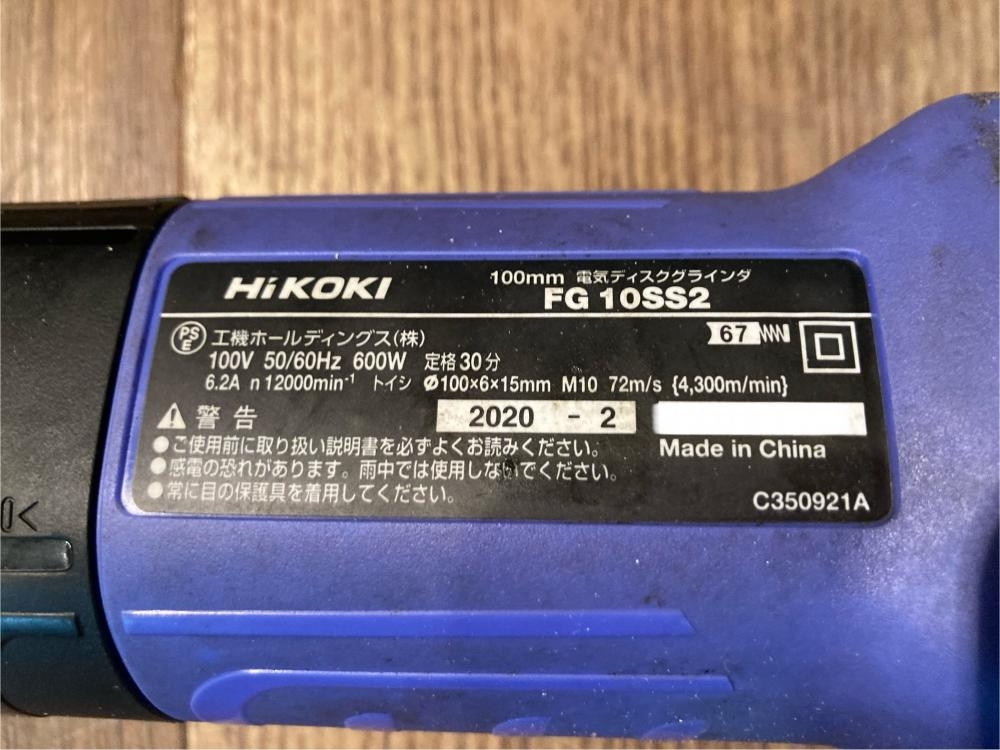 HiKOKI
100mm 電気ディスクグラインダ
FG 10SS2
PSE 工機ホールディングス(株)
67
100V 50/60Hz 600W 定格30分
6.2A n 12000min⁻¹ トイシ Ø100×6×15mm M10 72m/s {4,300m/min}
警告
2020 - 2
●ご使用前に取り扱い説明書を必ずよくお読みください。
Made in China
●感電の恐れがあります。雨中では使用しないでください。
●常に目の保護具を着用してください。
C350921A